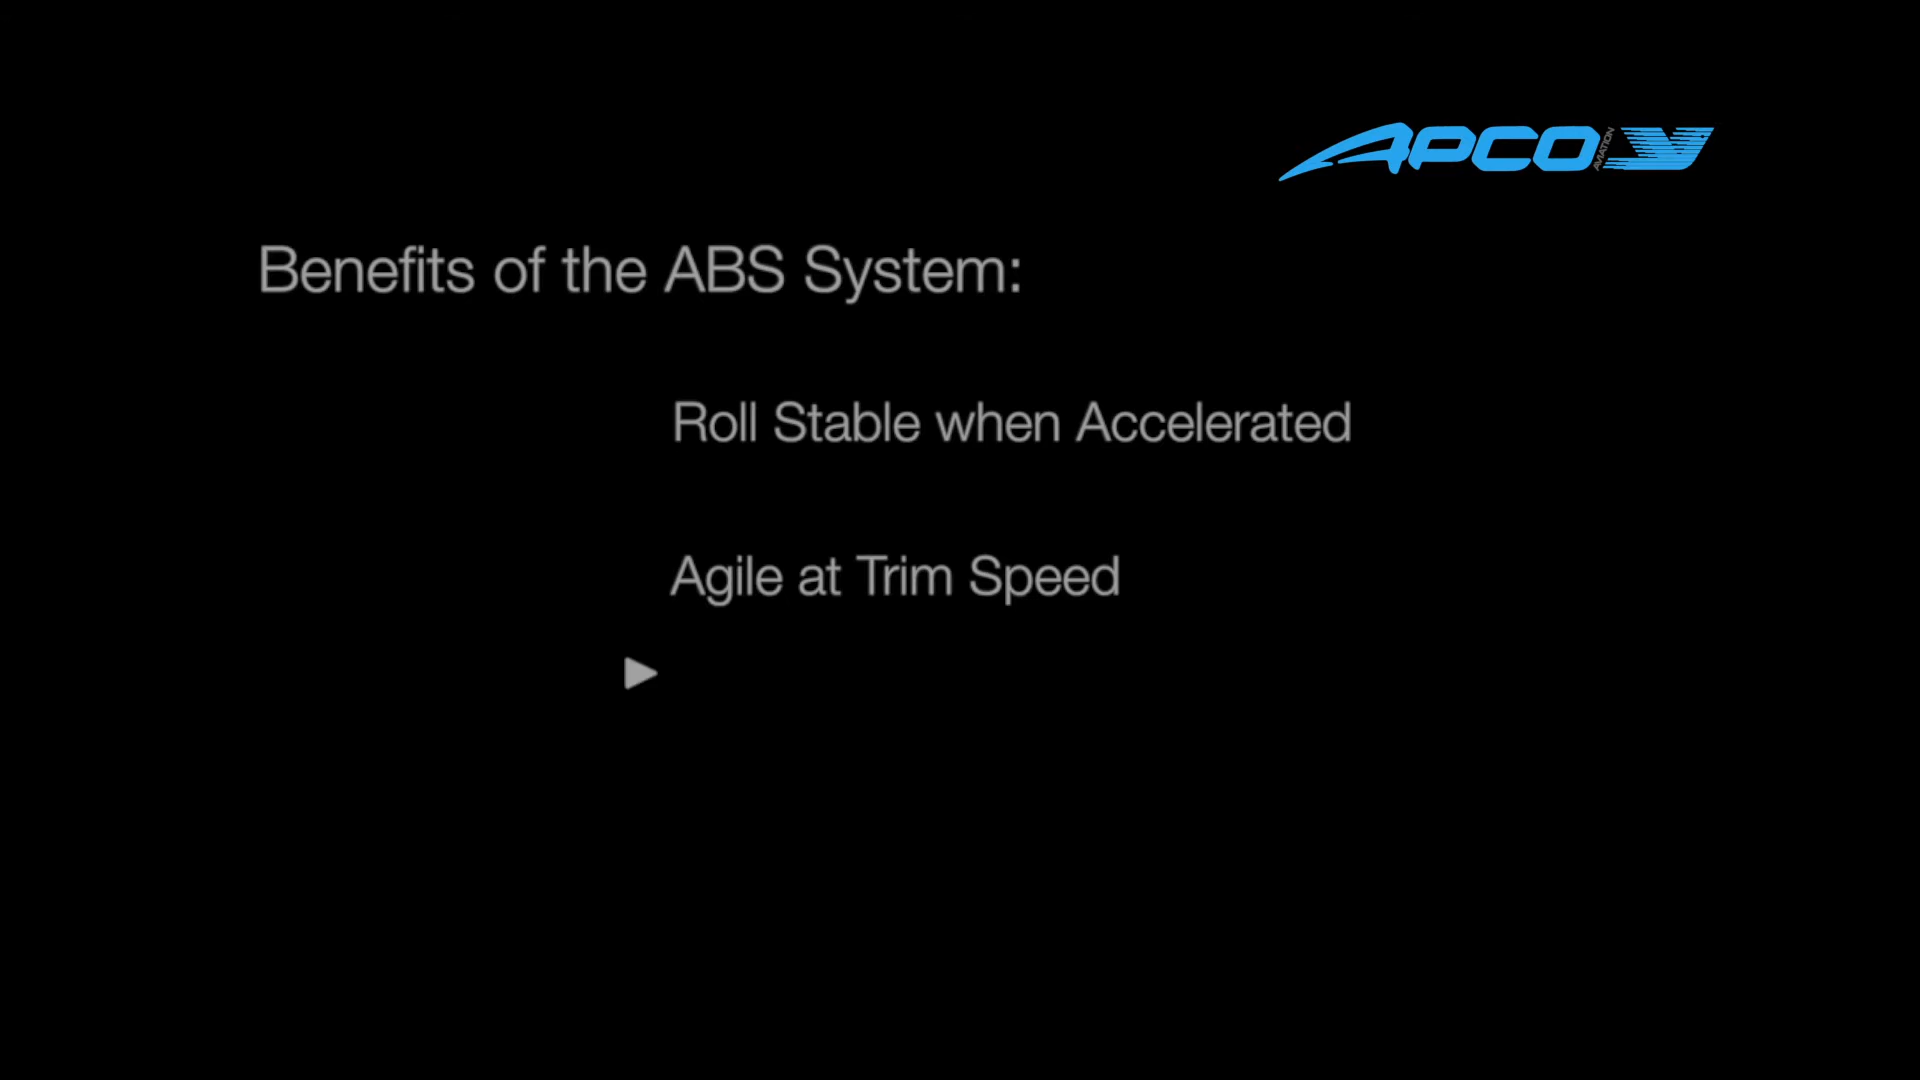 APCO AVIATION
Benefits of the ABS System:
Roll Stable when Accelerated
Agile at Trim Speed